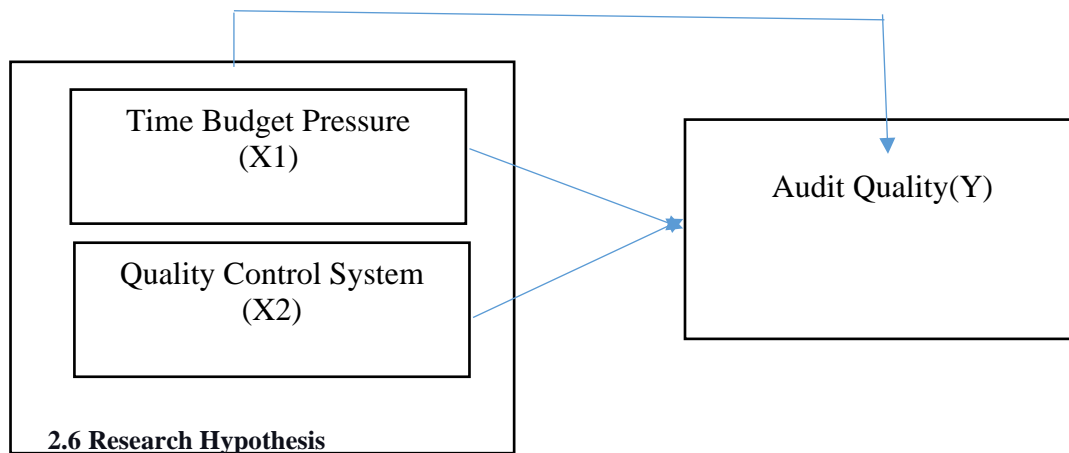 Time Budget Pressure
(X1)
Quality Control System
(X2)
Audit Quality(Y)
2.6 Research Hypothesis